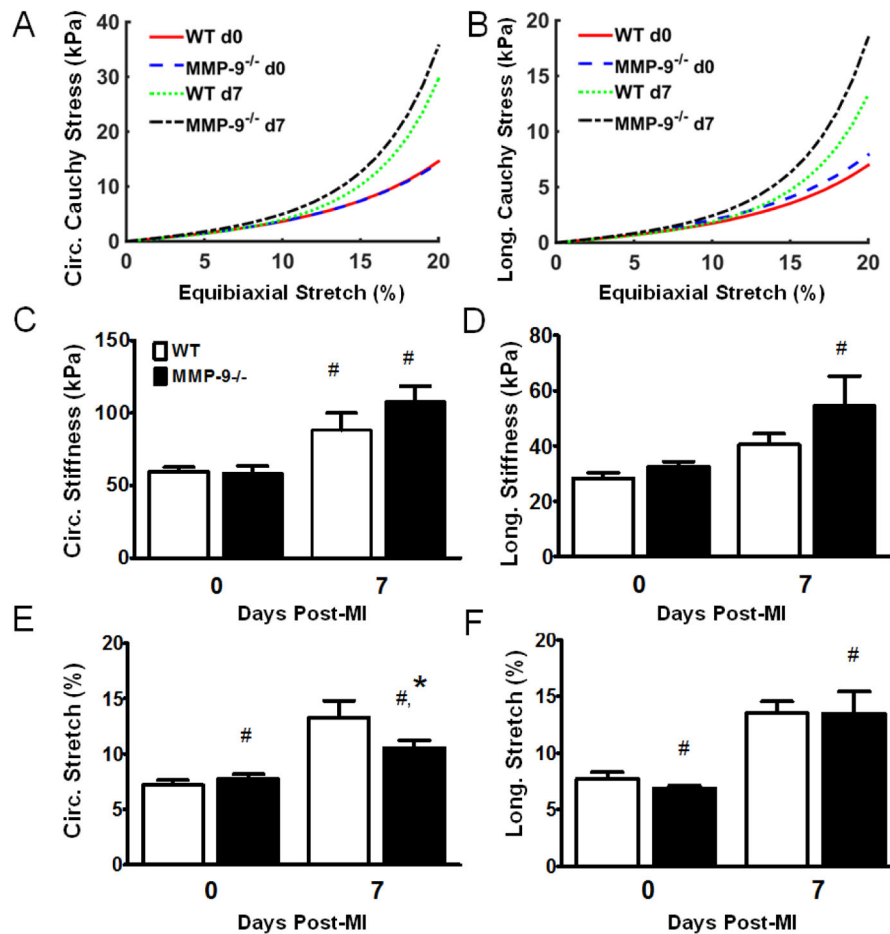 A
Circ. Cauchy Stress (kPa)
40
30
20
10
0
WT d0
MMP-9-/- d0
WT d7
MMP-9-/- d7
0 5 10 15 20
Equibiaxial Stretch (%)
B
Long. Cauchy Stress (kPa)
20
15
10
5
0
WT d0
MMP-9-/- d0
WT d7
MMP-9-/- d7
0 5 10 15 20
Equibiaxial Stretch (%)
C
Circ. Stiffness (kPa)
150
100
50
0
WT
MMP-9-/-
# #
0 7
Days Post-MI
D
Long. Stiffness (kPa)
80
60
40
20
0
#
0 7
Days Post-MI
E
Circ. Stretch (%)
20
15
10
5
0
# #,*
0 7
Days Post-MI
F
Long. Stretch (%)
20
15
10
5
0
# #
0 7
Days Post-MI